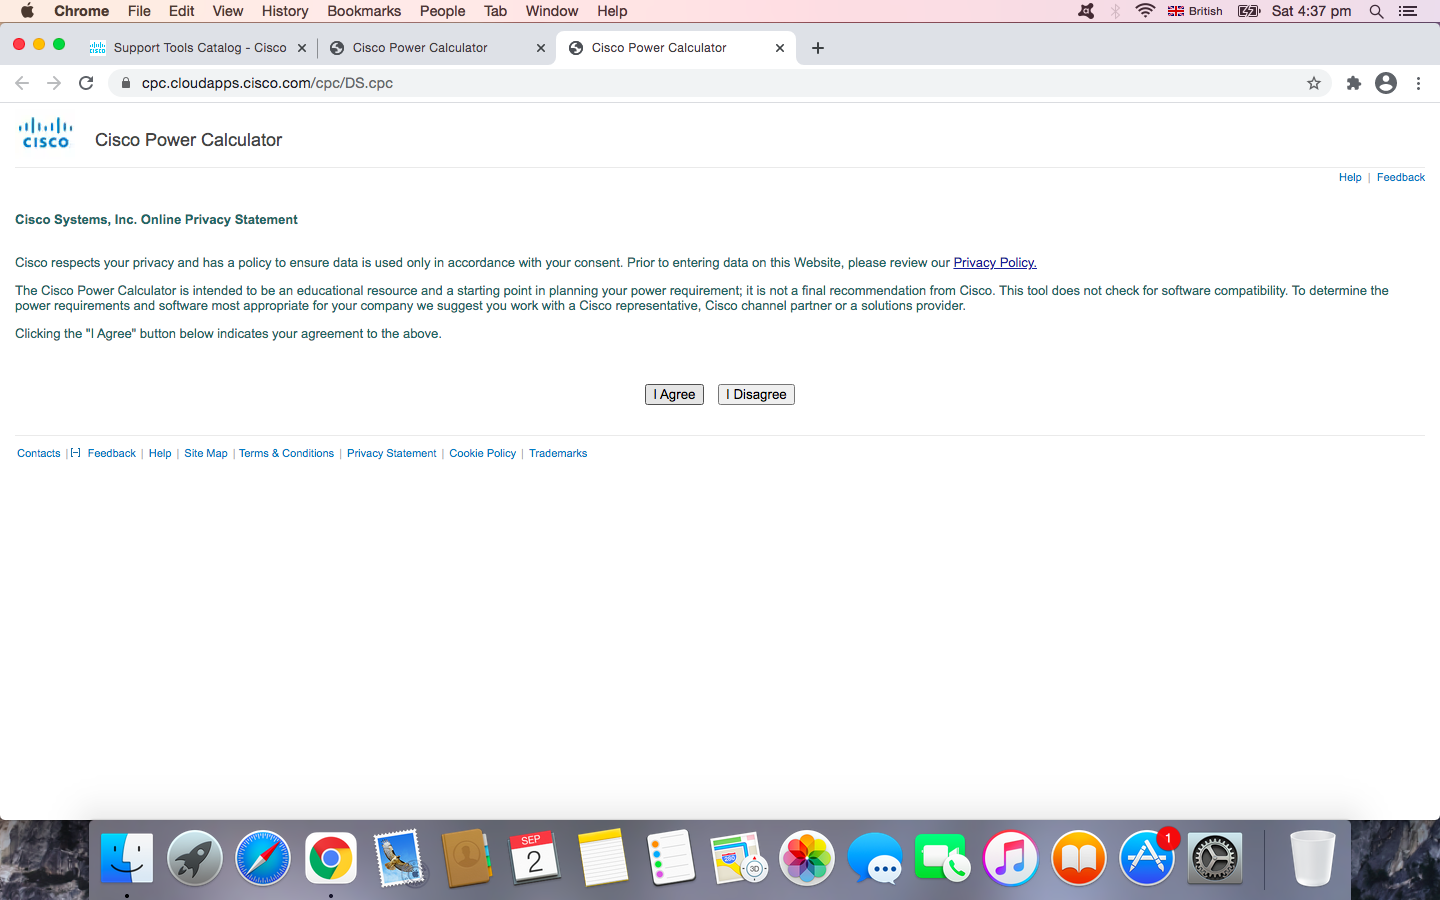 Chrome File Edit View History Bookmarks People Tab Window Help British Sat 4:37 pm
Support Tools Catalog - Cisco Cisco Power Calculator Cisco Power Calculator
cpc.cloudapps.cisco.com/cpc/DS.cpc
CISCO Cisco Power Calculator
Help | Feedback
Cisco Systems, Inc. Online Privacy Statement
Cisco respects your privacy and has a policy to ensure data is used only in accordance with your consent. Prior to entering data on this Website, please review our Privacy Policy.
The Cisco Power Calculator is intended to be an educational resource and a starting point in planning your power requirement; it is not a final recommendation from Cisco. This tool does not check for software compatibility. To determine the
power requirements and software most appropriate for your company we suggest you work with a Cisco representative, Cisco channel partner or a solutions provider.
Clicking the "I Agree" button below indicates your agreement to the above.
I Agree I Disagree
Contacts | [-] Feedback | Help | Site Map | Terms & Conditions | Privacy Statement | Cookie Policy | Trademarks
SEP
2
280
3D
1